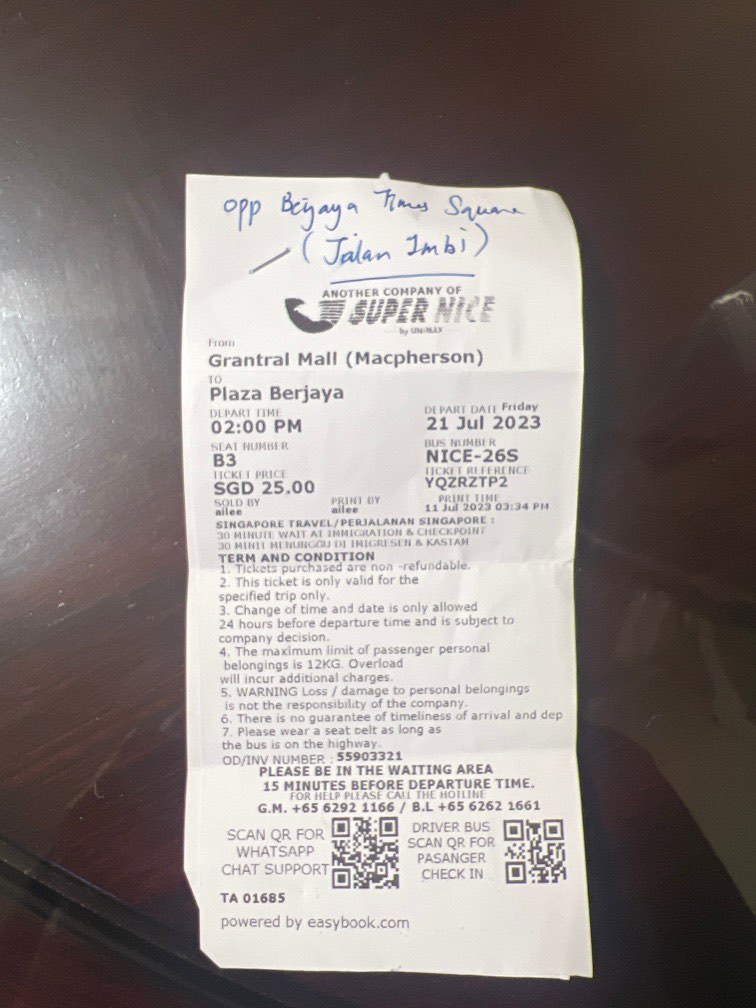 opp Berjaya Times Square
(Jalan Imbi)
ANOTHER COMPANY OF
SUPER NICE
by UNI-NAV
From
Grantral Mall (Macpherson)
TO
Plaza Berjaya
DEPART TIME
02:00 PM
DEPART DATE Friday
21 Jul 2023
SEAT NUMBER
B3
BUS NUMBER
NICE-26S
TICKET PRICE
SGD 25.00
TICKET REFERENCE
YQZRZTP2
SOLD BY
ailee
PRINT BY
ailee
PRINT TIME
11 Jul 2023 03:34 PM
SINGAPORE TRAVEL/PERJALANAN SINGAPORE :
30 MINUTE WAIT AT IMMIGRATION & CHECKPOINT
30 MINIT MENUNGGU DI IMIGRESEN & KASTAM
TERM AND CONDITION
1. Tickets purchased are non -refundable.
2. This ticket is only valid for the
specified trip only.
3. Change of time and date is only allowed
24 hours before departure time and is subject to
company decision.
4. The maximum limit of passenger personal
belongings is 12KG. Overload
will incur additional charges.
5. WARNING Loss / damage to personal belongings
is not the responsibility of the company.
6. There is no guarantee of timeliness of arrival and dep
7. Please wear a seat belt as long as
the bus is on the highway.
OD/INV NUMBER : 55903321
PLEASE BE IN THE WAITING AREA
15 MINUTES BEFORE DEPARTURE TIME.
FOR HELP PLEASE CALL THE HOTLINE
G.M. +65 6292 1166 / B.L +65 6262 1661
SCAN QR FOR
WHATSAPP
CHAT SUPPORT
DRIVER BUS
SCAN QR FOR
PASANGER
CHECK IN
TA 01685
powered by easybook.com